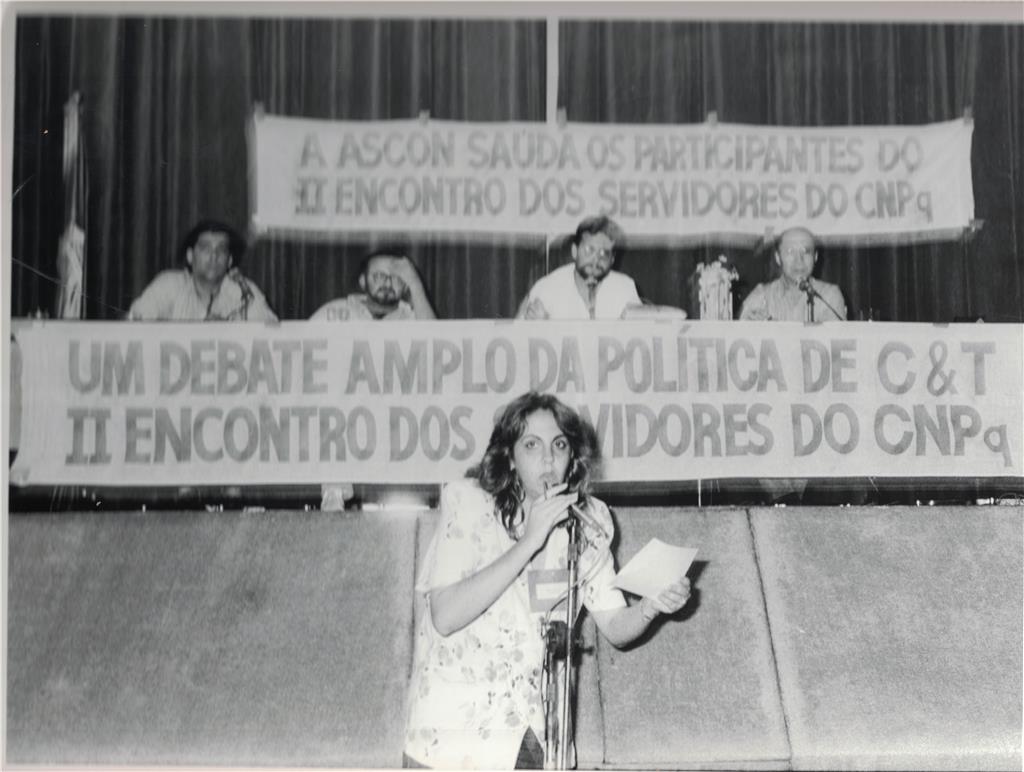 A ASCON SAÚDA OS PARTICIPANTES DO
II ENCONTRO DOS SERVIDORES DO CNPq
UM DEBATE AMPLO DA POLÍTICA DE C&T
II ENCONTRO DOS S VIDORES DO CNPq